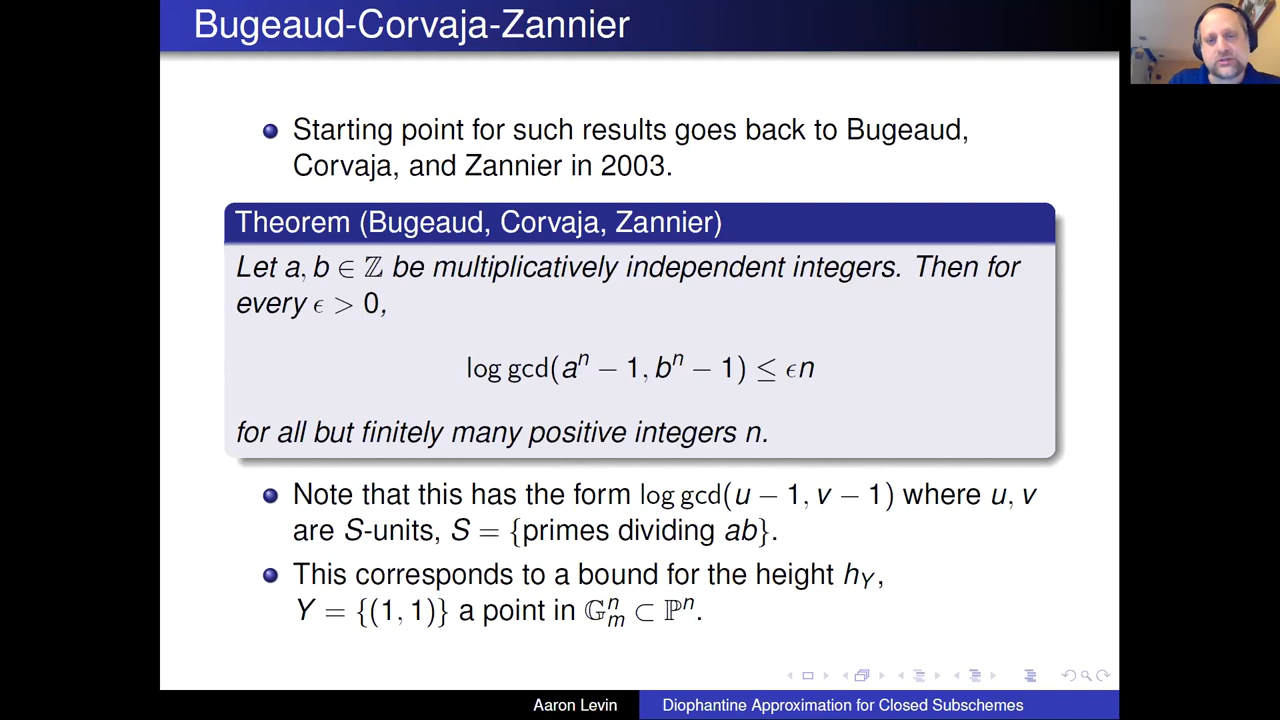 Bugeaud-Corvaja-Zannier
Starting point for such results goes back to Bugeaud,
Corvaja, and Zannier in 2003.
Theorem (Bugeaud, Corvaja, Zannier)
Let a, b ∈ ℤ be multiplicatively independent integers. Then for
every ϵ > 0,
log gcd(aⁿ − 1, bⁿ − 1) ≤ ϵn
for all but finitely many positive integers n.
Note that this has the form log gcd(u − 1, v − 1) where u, v
are S-units, S = {primes dividing ab}.
This corresponds to a bound for the height h_Y,
Y = {(1, 1)} a point in 𝔾ⁿₘ ⊂ ℙⁿ.
Aaron Levin
Diophantine Approximation for Closed Subschemes